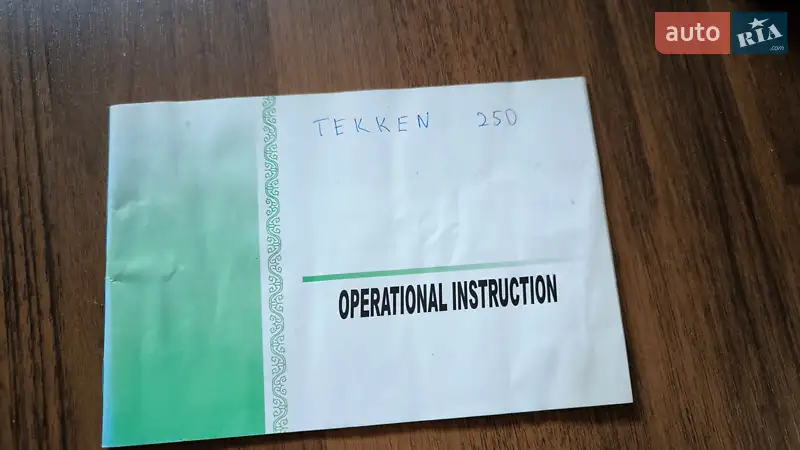 auto RIA
.com
TEKKEN 250
OPERATIONAL INSTRUCTION